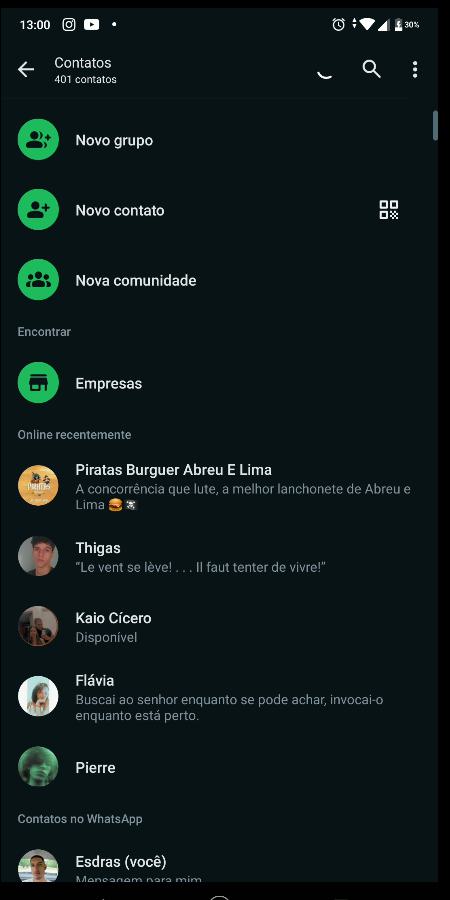 13:00
30%
Contatos
401 contatos
Novo grupo
Novo contato
Nova comunidade
Encontrar
Empresas
Online recentemente
Piratas Burguer Abreu E Lima
A concorrência que lute, a melhor lanchonete de Abreu e
Lima 🍔🏴‍☠️
Thigas
“Le vent se lève! . . . Il faut tenter de vivre!”
Kaio Cícero
Disponível
Flávia
Buscai ao senhor enquanto se pode achar, invocai-o
enquanto está perto.
Pierre
Contatos no WhatsApp
Esdras (você)
Mensagem para mim